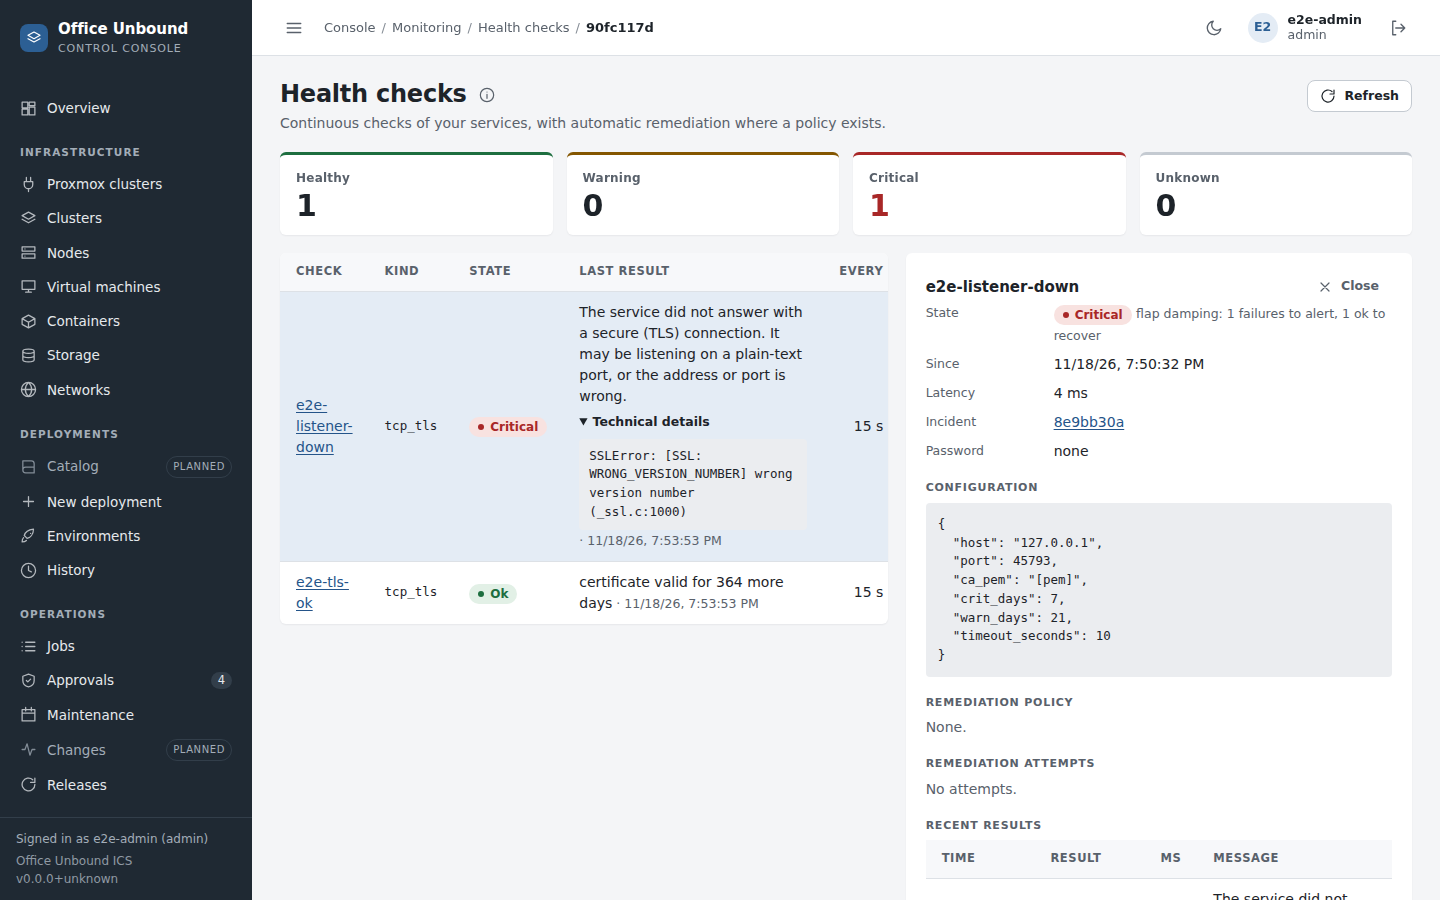 Office Unbound
CONTROL CONSOLE
Overview
INFRASTRUCTURE
Proxmox clusters
Clusters
Nodes
Virtual machines
Containers
Storage
Networks
DEPLOYMENTS
Catalog PLANNED
New deployment
Environments
History
OPERATIONS
Jobs
Approvals 4
Maintenance
Changes PLANNED
Releases
Signed in as e2e-admin (admin)
Office Unbound ICS
v0.0.0+unknown
Console / Monitoring / Health checks / 90fc117d
E2
e2e-admin
admin
Health checks
Refresh
Continuous checks of your services, with automatic remediation where a policy exists.
Healthy
1
Warning
0
Critical
1
Unknown
0
CHECK KIND STATE LAST RESULT EVERY
e2e-
listener-
down
tcp_tls
Critical
The service did not answer with
a secure (TLS) connection. It
may be listening on a plain-text
port, or the address or port is
wrong.
▼ Technical details
SSLError: [SSL:
WRONG_VERSION_NUMBER] wrong
version number
(_ssl.c:1000)
· 11/18/26, 7:53:53 PM
15 s
e2e-tls-
ok
tcp_tls
Ok
certificate valid for 364 more
days · 11/18/26, 7:53:53 PM
15 s
e2e-listener-down
Close
State Critical flap damping: 1 failures to alert, 1 ok to
recover
Since 11/18/26, 7:50:32 PM
Latency 4 ms
Incident 8e9bb30a
Password none
CONFIGURATION
{
"host": "127.0.0.1",
"port": 45793,
"ca_pem": "[pem]",
"crit_days": 7,
"warn_days": 21,
"timeout_seconds": 10
}
REMEDIATION POLICY
None.
REMEDIATION ATTEMPTS
No attempts.
RECENT RESULTS
TIME RESULT MS MESSAGE
The service did not